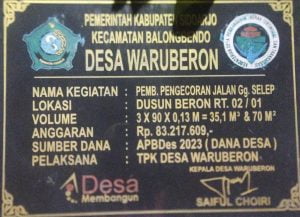 PEMERINTAH KABUPATEN SIDOARJO
KECAMATAN BALONGBENDO
DESA WARUBERON
NAMA KEGIATAN : PEMB. PENGECORAN JALAN Gg. SELEP
LOKASI : DUSUN BERON RT. 02 / 01
VOLUME : 3 X 90 X 0,13 M = 35,1 M³ & 70 M²
ANGGARAN : Rp. 83.217.609,-
SUMBER DANA : APBDes 2023 ( DANA DESA )
PELAKSANA : TPK DESA WARUBERON
KEPALA DESA WARUBERON
Desa
Membangun
SAIFUL CHOIRI